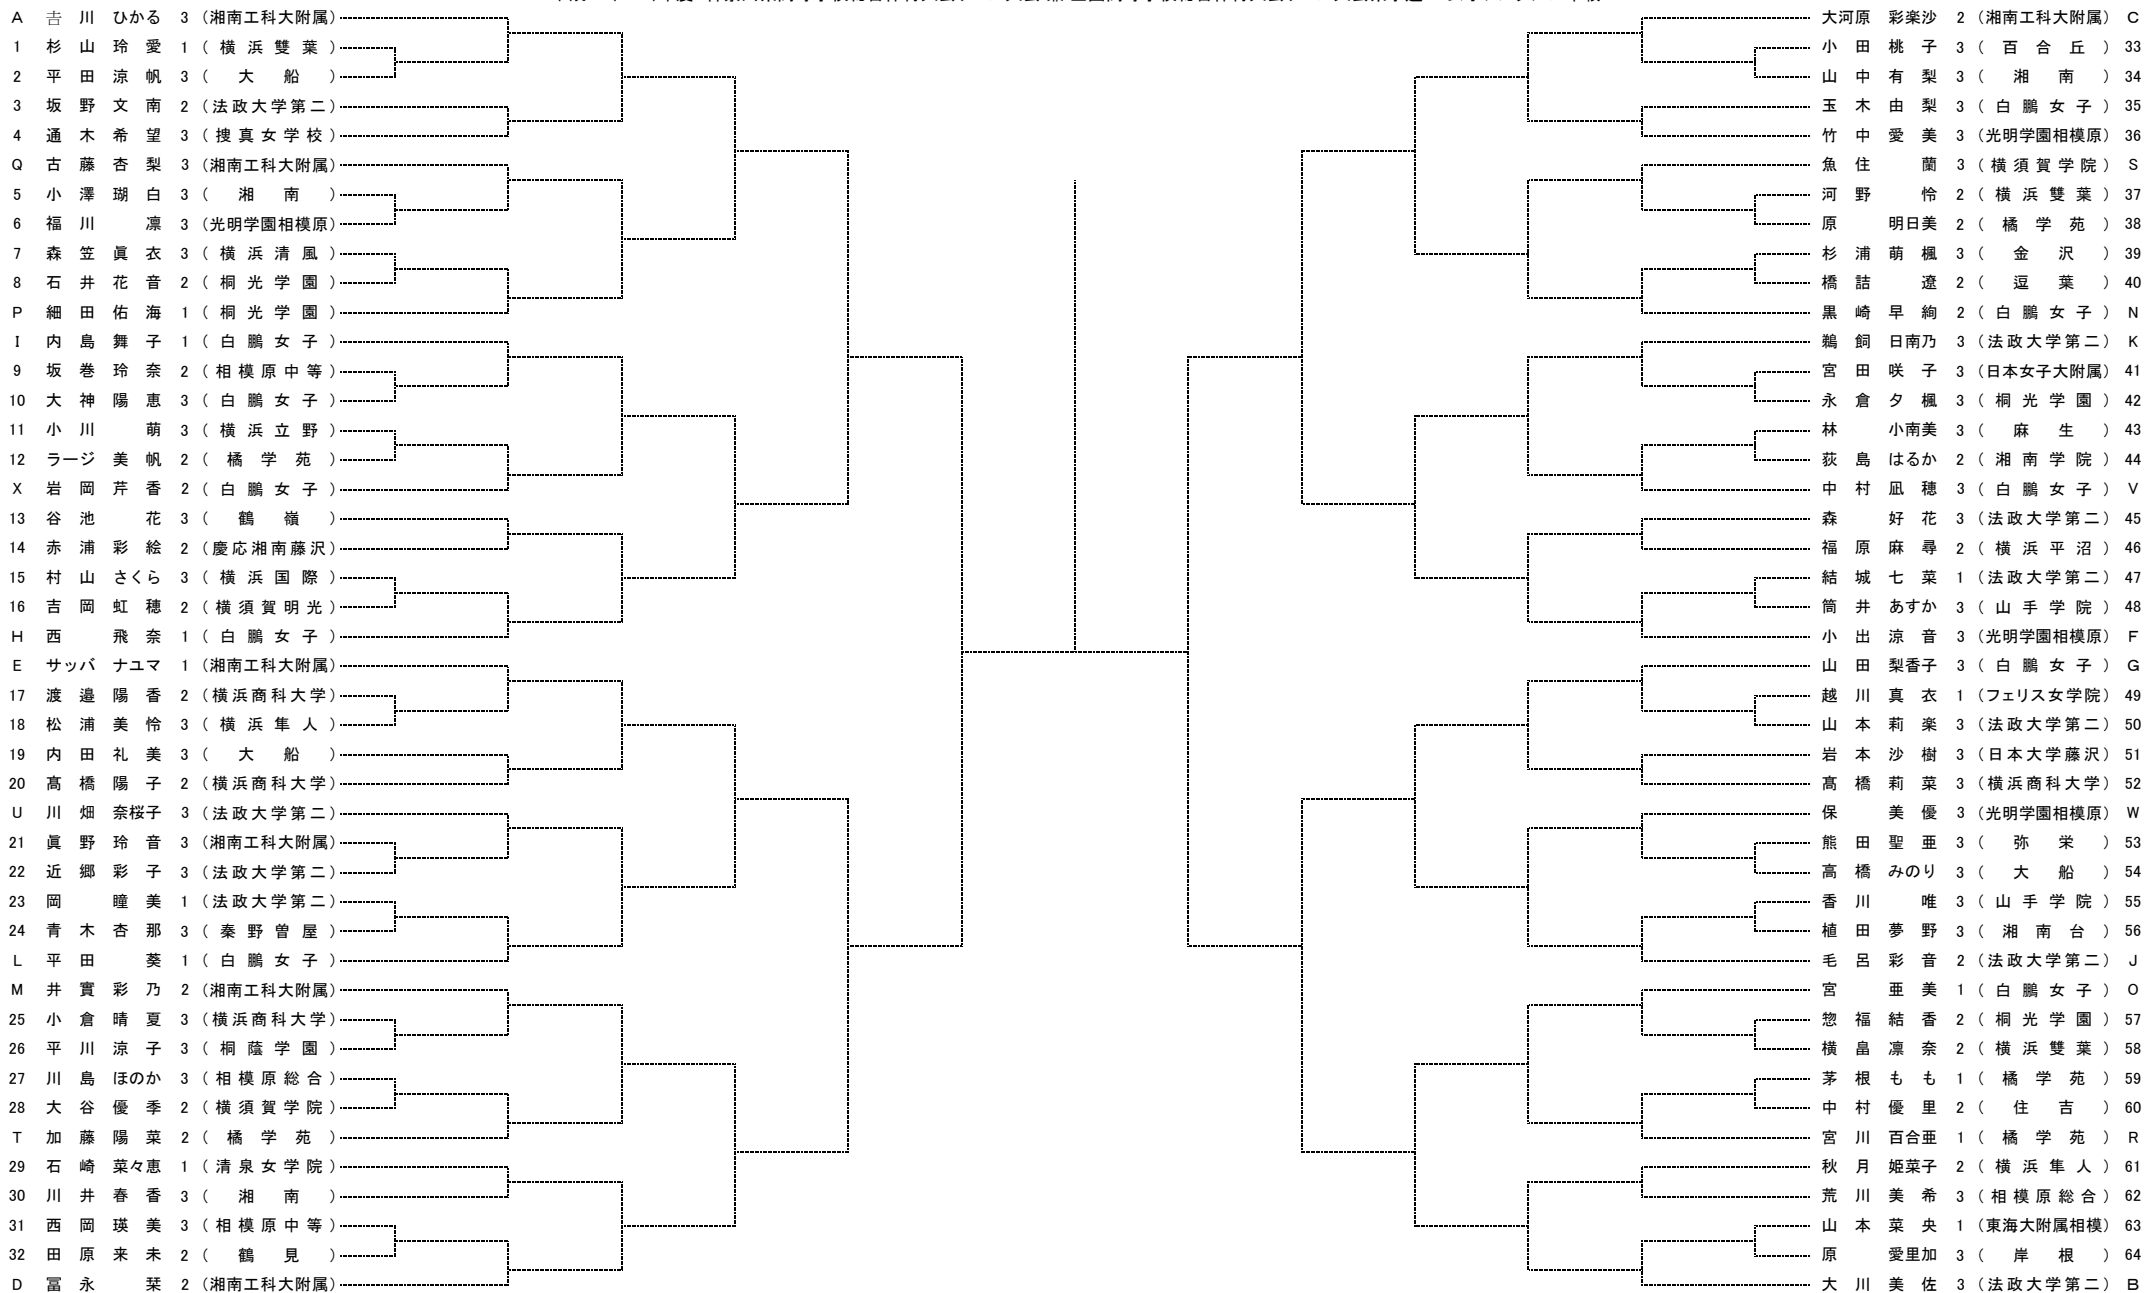 A 𠮷川 ひかる 3 (湘南工科大附属)
1 杉山 玲愛 1 (横浜雙葉)
2 平田 涼帆 3 (大船)
3 坂野 文南 2 (法政大学第二)
4 通木 希望 3 (捜真女学校)
Q 古藤 杏梨 3 (湘南工科大附属)
5 小澤 瑚白 3 (湘南)
6 福川 凛 3 (光明学園相模原)
7 森笠 眞衣 3 (横浜清風)
8 石井 花音 2 (桐光学園)
P 細田 佑海 1 (桐光学園)
I 内島 舞子 1 (白鵬女子)
9 坂巻 玲奈 2 (相模原中等)
10 大神 陽恵 3 (白鵬女子)
11 小川 萌 3 (横浜立野)
12 ラージ 美帆 2 (橘学苑)
X 岩岡 芹香 2 (白鵬女子)
13 谷池 花 3 (鶴嶺)
14 赤浦 彩絵 2 (慶応湘南藤沢)
15 村山 さくら 3 (横浜国際)
16 吉岡 虹穂 2 (横須賀明光)
H 西 飛奈 1 (白鵬女子)
E サッバ ナユマ 1 (湘南工科大附属)
17 渡邉 陽香 2 (横浜商科大学)
18 松浦 美怜 3 (横浜隼人)
19 内田 礼美 3 (大船)
20 髙橋 陽子 2 (横浜商科大学)
U 川畑 奈桜子 3 (法政大学第二)
21 眞野 玲音 3 (湘南工科大附属)
22 近郷 彩子 3 (法政大学第二)
23 岡 瞳美 1 (法政大学第二)
24 青木 杏那 3 (秦野曽屋)
L 平田 葵 1 (白鵬女子)
M 井實 彩乃 2 (湘南工科大附属)
25 小倉 晴夏 3 (横浜商科大学)
26 平川 涼子 3 (桐蔭学園)
27 川島 ほのか 3 (相模原総合)
28 大谷 優季 2 (横須賀学院)
T 加藤 陽菜 2 (橘学苑)
29 石崎 菜々恵 1 (清泉女学院)
30 川井 春香 3 (湘南)
31 西岡 瑛美 3 (相模原中等)
32 田原 来未 2 (鶴見)
D 冨永 栞 2 (湘南工科大附属)
大河原 彩楽沙 2 (湘南工科大附属) C
小田 桃子 3 (百合丘) 33
山中 有梨 3 (湘南) 34
玉木 由梨 3 (白鵬女子) 35
竹中 愛美 3 (光明学園相模原) 36
魚住 蘭 3 (横須賀学院) S
河野 怜 2 (横浜雙葉) 37
原 明日美 2 (橘学苑) 38
杉浦 萌楓 3 (金沢) 39
橋詰 遼 2 (逗葉) 40
黒崎 早絢 2 (白鵬女子) N
鵜飼 日南乃 3 (法政大学第二) K
宮田 咲子 3 (日本女子大附属) 41
永倉 夕楓 3 (桐光学園) 42
林 小南美 3 (麻生) 43
荻島 はるか 2 (湘南学院) 44
中村 凪穂 3 (白鵬女子) V
森 好花 3 (法政大学第二) 45
福原 麻尋 2 (横浜平沼) 46
結城 七菜 1 (法政大学第二) 47
筒井 あすか 3 (山手学院) 48
小出 涼音 3 (光明学園相模原) F
山田 梨香子 3 (白鵬女子) G
越川 真衣 1 (フェリス女学院) 49
山本 莉楽 3 (法政大学第二) 50
岩本 沙樹 3 (日本大学藤沢) 51
髙橋 莉菜 3 (横浜商科大学) 52
保 美優 3 (光明学園相模原) W
熊田 聖亜 3 (弥栄) 53
高橋 みのり 3 (大船) 54
香川 唯 3 (山手学院) 55
植田 夢野 3 (湘南台) 56
毛呂 彩音 2 (法政大学第二) J
宮 亜美 1 (白鵬女子) O
惣福 結香 2 (桐光学園) 57
横畠 凛奈 2 (横浜雙葉) 58
茅根 もも 1 (橘学苑) 59
中村 優里 2 (住吉) 60
宮川 百合亜 1 (橘学苑) R
秋月 姫菜子 2 (横浜隼人) 61
荒川 美希 3 (相模原総合) 62
山本 菜央 1 (東海大附属相模) 63
原 愛里加 3 (岸根) 64
大川 美佐 3 (法政大学第二) B